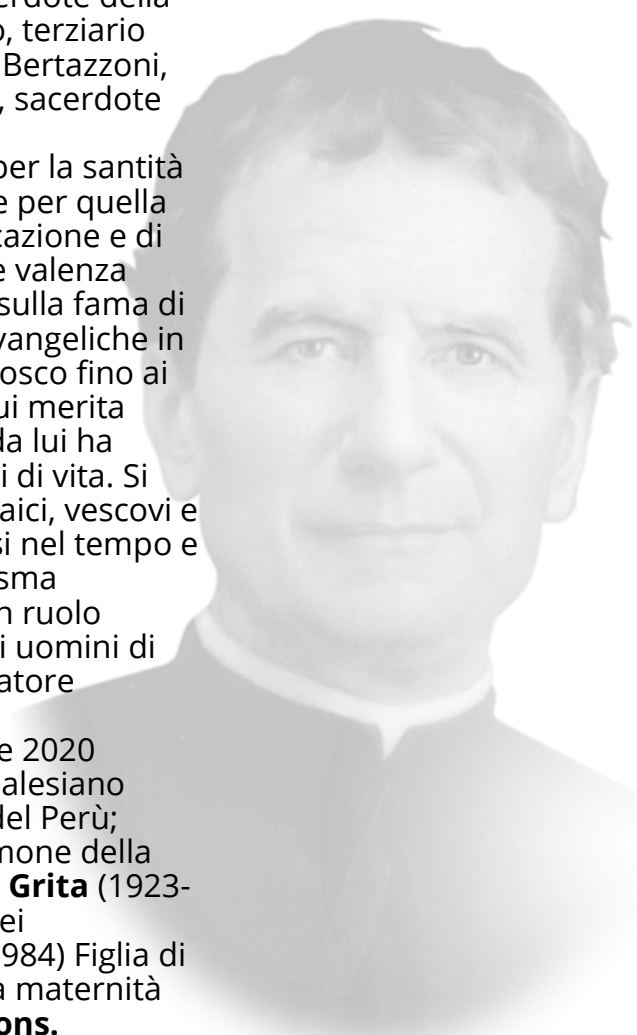 erdote della
o, terziario
Bertazzoni,
, sacerdote
per la santità
e per quella
cazione e di
e valenza
sulla fama di
vangeliche in
osco fino ai
ui merita
da lui ha
i di vita. Si
aici, vescovi e
si nel tempo e
sma
n ruolo
i uomini di
atore
e 2020
alesiano
del Perù;
mone della
Grita (1923-
ei
984) Figlia di
a maternità
ons.